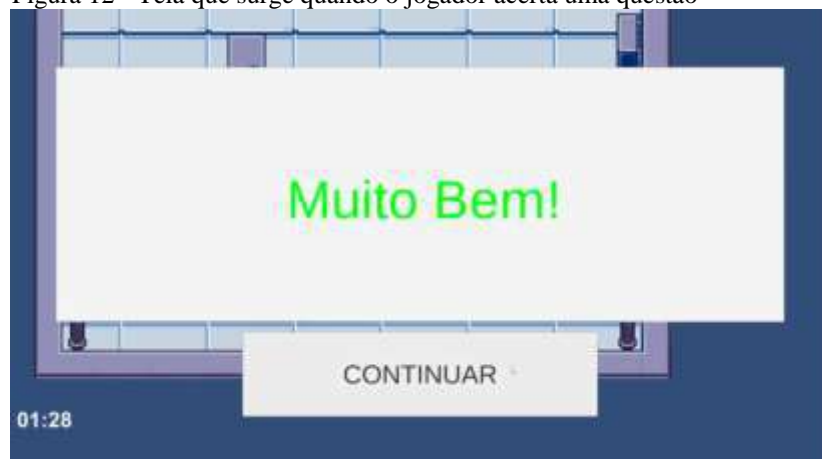 Figura 12 - Tela que surge quando o jogador acerta uma questão
Muito Bem!
CONTINUAR
01:28